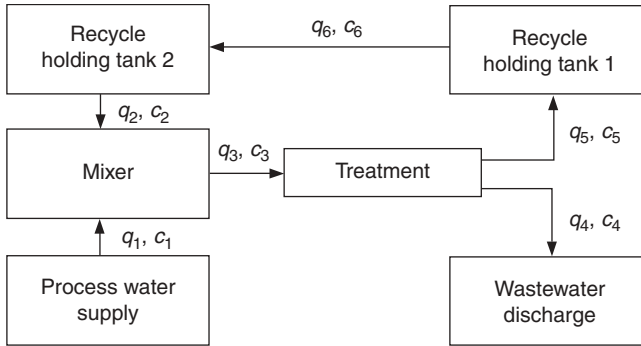 Recycle
holding tank 2
q6, c6
Recycle
holding tank 1
q2, c2
Mixer
q3, c3
Treatment
q5, c5
q1, c1
q4, c4
Process water
supply
Wastewater
discharge